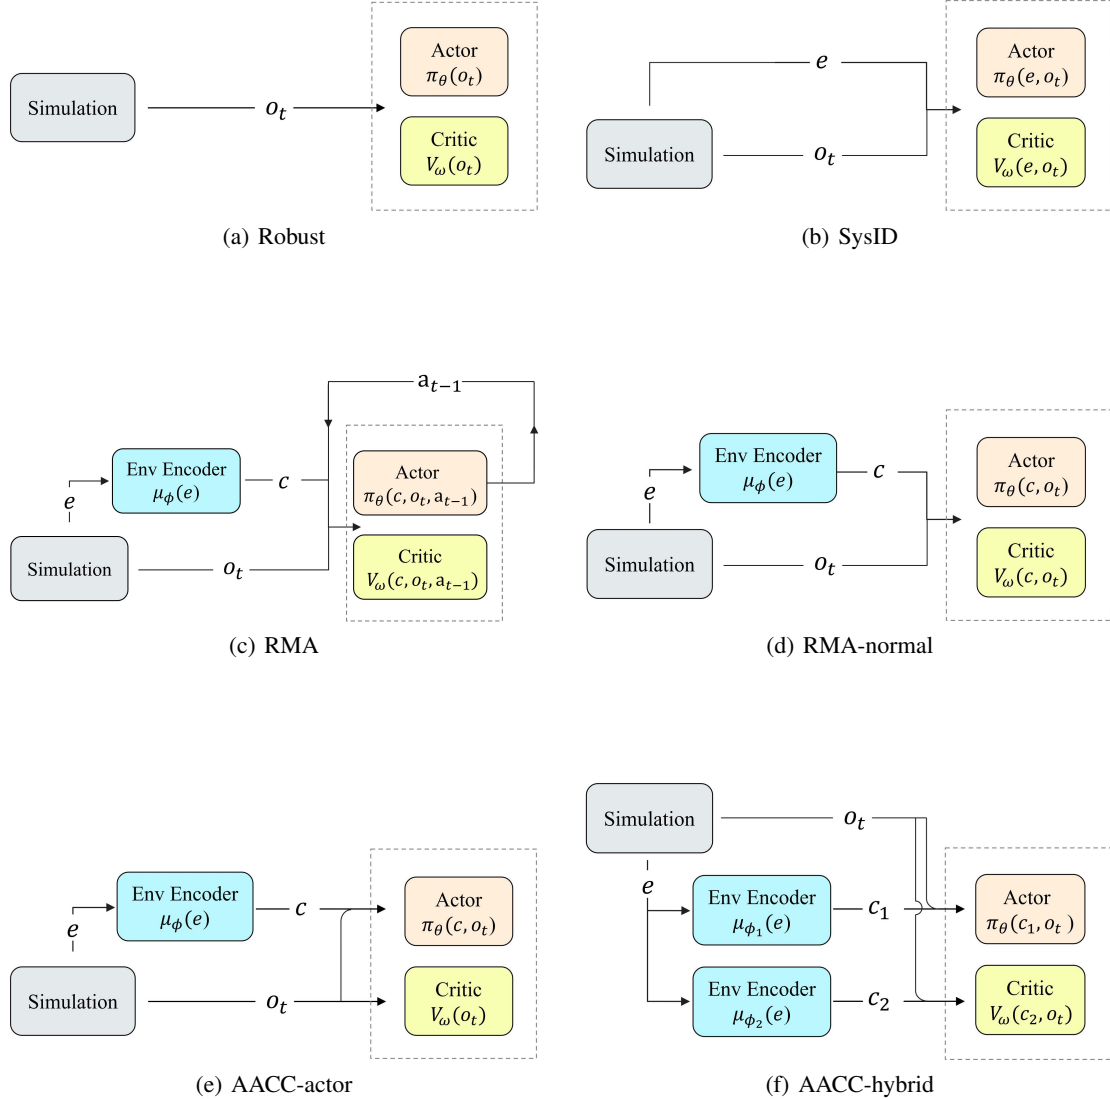 Simulation
o_t
Actor
π_θ(o_t)
Critic
V_ω(o_t)
(a) Robust
e
Simulation
o_t
Actor
π_θ(e, o_t)
Critic
V_ω(e, o_t)
(b) SysID
a_{t−1}
Env Encoder
μ_ϕ(e)
c
e
Simulation
o_t
Actor
π_θ(c, o_t, a_{t−1})
Critic
V_ω(c, o_t, a_{t−1})
(c) RMA
Env Encoder
μ_ϕ(e)
c
e
Simulation
o_t
Actor
π_θ(c, o_t)
Critic
V_ω(c, o_t)
(d) RMA-normal
Env Encoder
μ_ϕ(e)
c
e
Simulation
o_t
Actor
π_θ(c, o_t)
Critic
V_ω(o_t)
(e) AACC-actor
Simulation
o_t
e
Env Encoder
μ_{ϕ_1}(e)
c_1
Env Encoder
μ_{ϕ_2}(e)
c_2
Actor
π_θ(c_1, o_t )
Critic
V_ω(c_2, o_t)
(f) AACC-hybrid